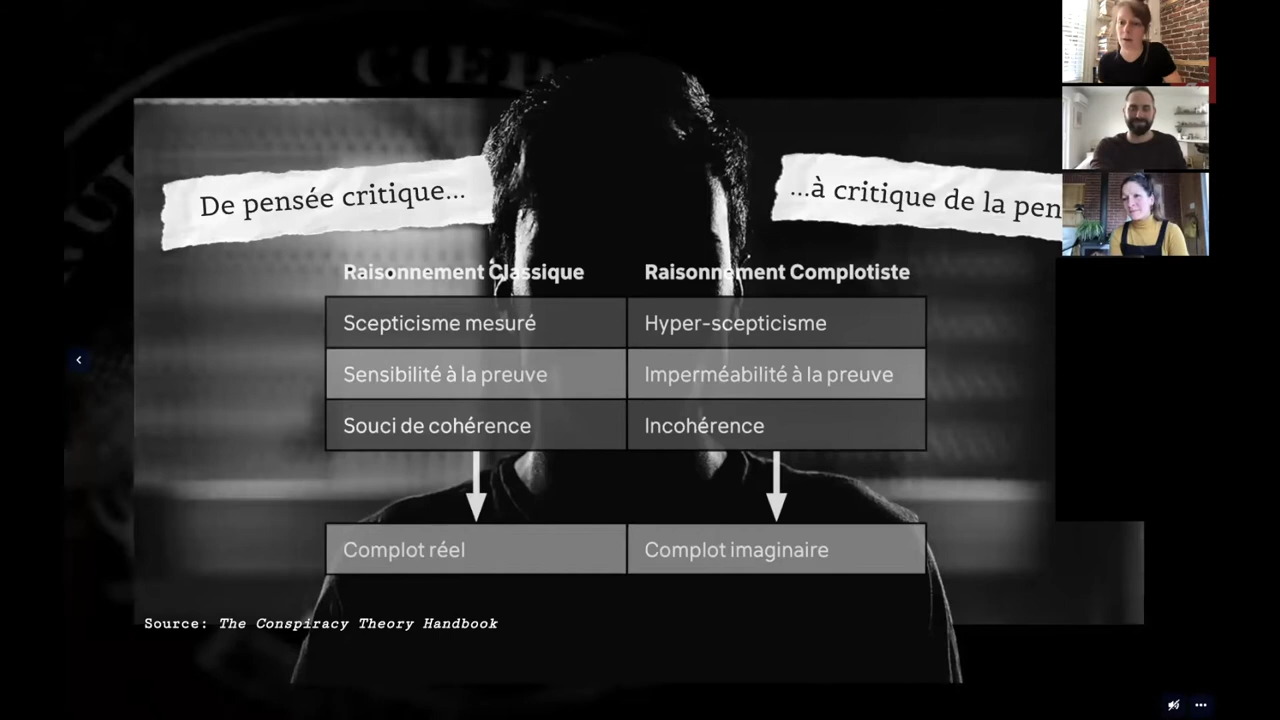 De pensée critique...
...à critique de la pen
Raisonnement Classique
Raisonnement Complotiste
Scepticisme mesuré
Hyper-scepticisme
Sensibilité à la preuve
Imperméabilité à la preuve
Souci de cohérence
Incohérence
Complot réel
Complot imaginaire
Source: The Conspiracy Theory Handbook